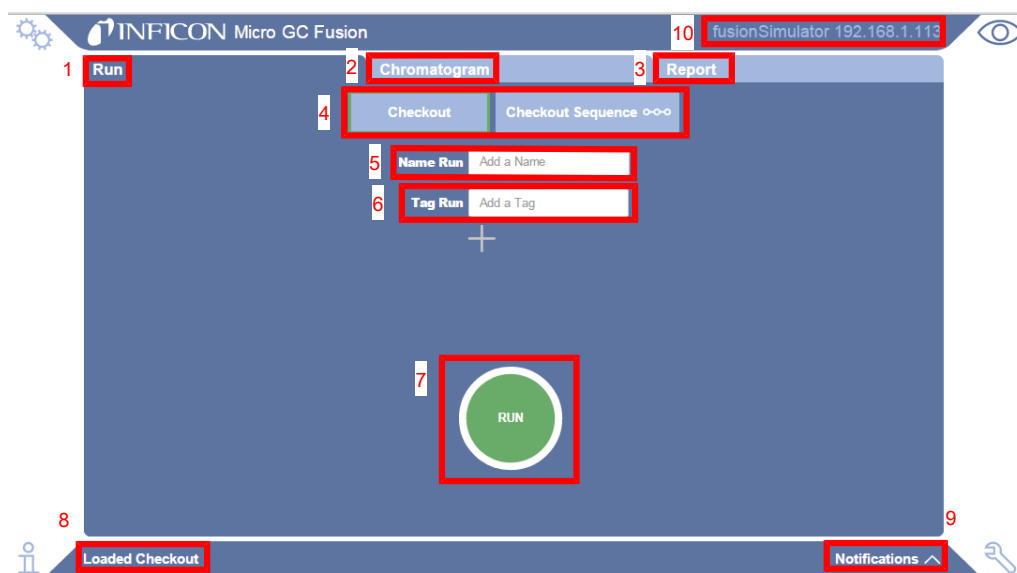 INFICON Micro GC Fusion
10 fusionSimulator 192.168.1.113
1 Run
2 Chromatogram
3 Report
4 Checkout Checkout Sequence
5 Name Run Add a Name
6 Tag Run Add a Tag
7
RUN
8
9
Loaded Checkout
Notifications